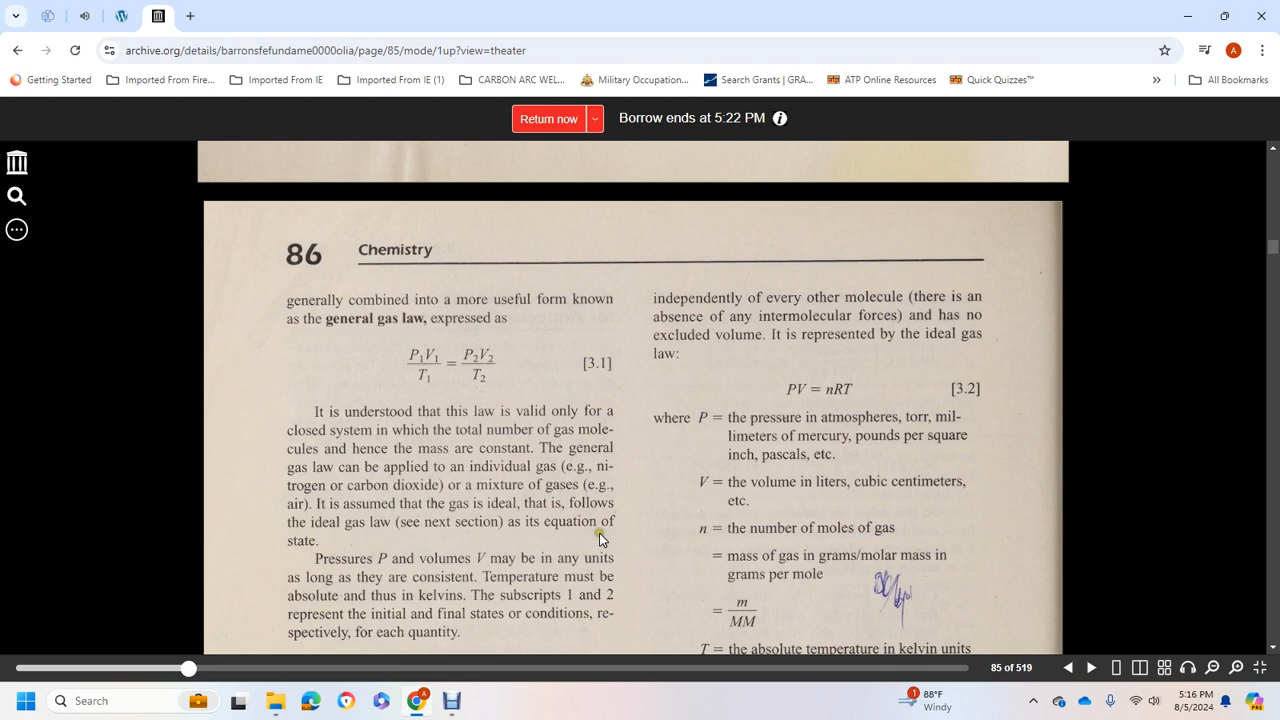 archive.org/details/barronsfefundame0000olia/page/85/mode/1up?view=theater
A
Getting Started
Imported From Fire...
Imported From IE
Imported From IE (1)
CARBON ARC WEL...
Military Occupation...
Search Grants | GRA...
ATP Online Resources
Quick Quizzes™
»
All Bookmarks
Return now
Borrow ends at 5:22 PM
86
Chemistry
generally combined into a more useful form known
as the general gas law, expressed as
P₁V₁/T₁ = P₂V₂/T₂ [3.1]
It is understood that this law is valid only for a
closed system in which the total number of gas mole-
cules and hence the mass are constant. The general
gas law can be applied to an individual gas (e.g., ni-
trogen or carbon dioxide) or a mixture of gases (e.g.,
air). It is assumed that the gas is ideal, that is, follows
the ideal gas law (see next section) as its equation of
state.
Pressures P and volumes V may be in any units
as long as they are consistent. Temperature must be
absolute and thus in kelvins. The subscripts 1 and 2
represent the initial and final states or conditions, re-
spectively, for each quantity.
independently of every other molecule (there is an
absence of any intermolecular forces) and has no
excluded volume. It is represented by the ideal gas
law:
PV = nRT [3.2]
where P = the pressure in atmospheres, torr, mil-
limeters of mercury, pounds per square
inch, pascals, etc.
V = the volume in liters, cubic centimeters,
etc.
n = the number of moles of gas
= mass of gas in grams/molar mass in
grams per mole
= m/MM
T = the absolute temperature in kelvin units
85 of 519
Search
1
88°F
Windy
5:16 PM
8/5/2024